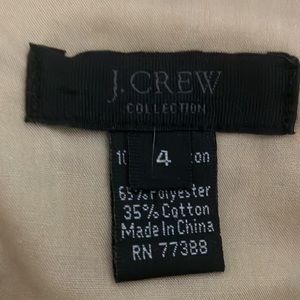 J.CREW
COLLECTION
4
65% Polyester
35% Cotton
Made In China
RN 77388